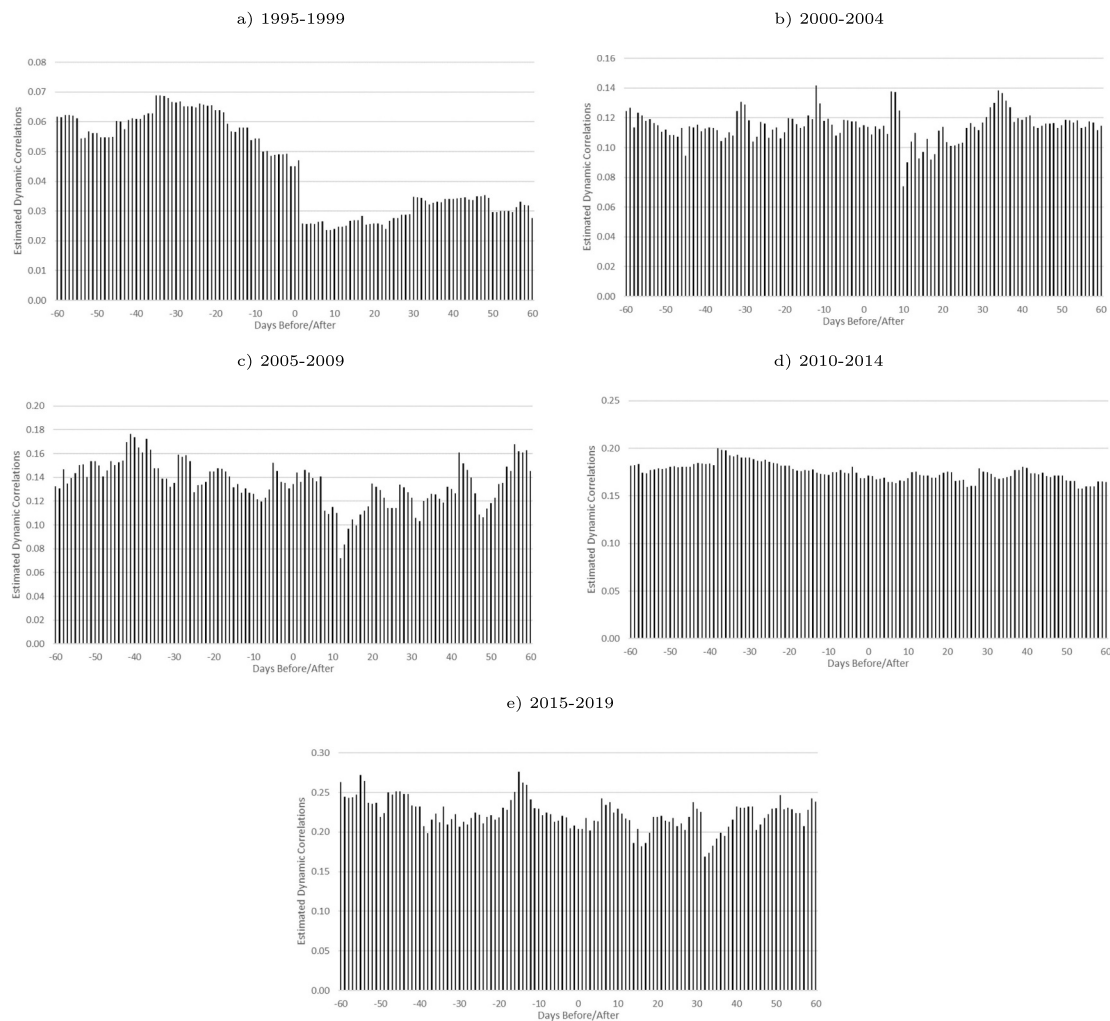 a) 1995-1999
Estimated Dynamic Correlations
0.08
0.07
0.06
0.05
0.04
0.03
0.02
0.01
0.00
-60 -50 -40 -30 -20 -10 0 10 20 30 40 50 60
Days Before/After
b) 2000-2004
Estimated Dynamic Correlations
0.16
0.14
0.12
0.10
0.08
0.06
0.04
0.02
0.00
-60 -50 -40 -30 -20 -10 0 10 20 30 40 50 60
Days Before/After
c) 2005-2009
Estimated Dynamic Correlations
0.20
0.18
0.16
0.14
0.12
0.10
0.08
0.06
0.04
0.02
0.00
-60 -50 -40 -30 -20 -10 0 10 20 30 40 50 60
Days Before/After
d) 2010-2014
Estimated Dynamic Correlations
0.25
0.20
0.15
0.10
0.05
0.00
-60 -50 -40 -30 -20 -10 0 10 20 30 40 50 60
Days Before/After
e) 2015-2019
Estimated Dynamic Correlations
0.30
0.25
0.20
0.15
0.10
0.05
0.00
-60 -50 -40 -30 -20 -10 0 10 20 30 40 50 60
Days Before/After